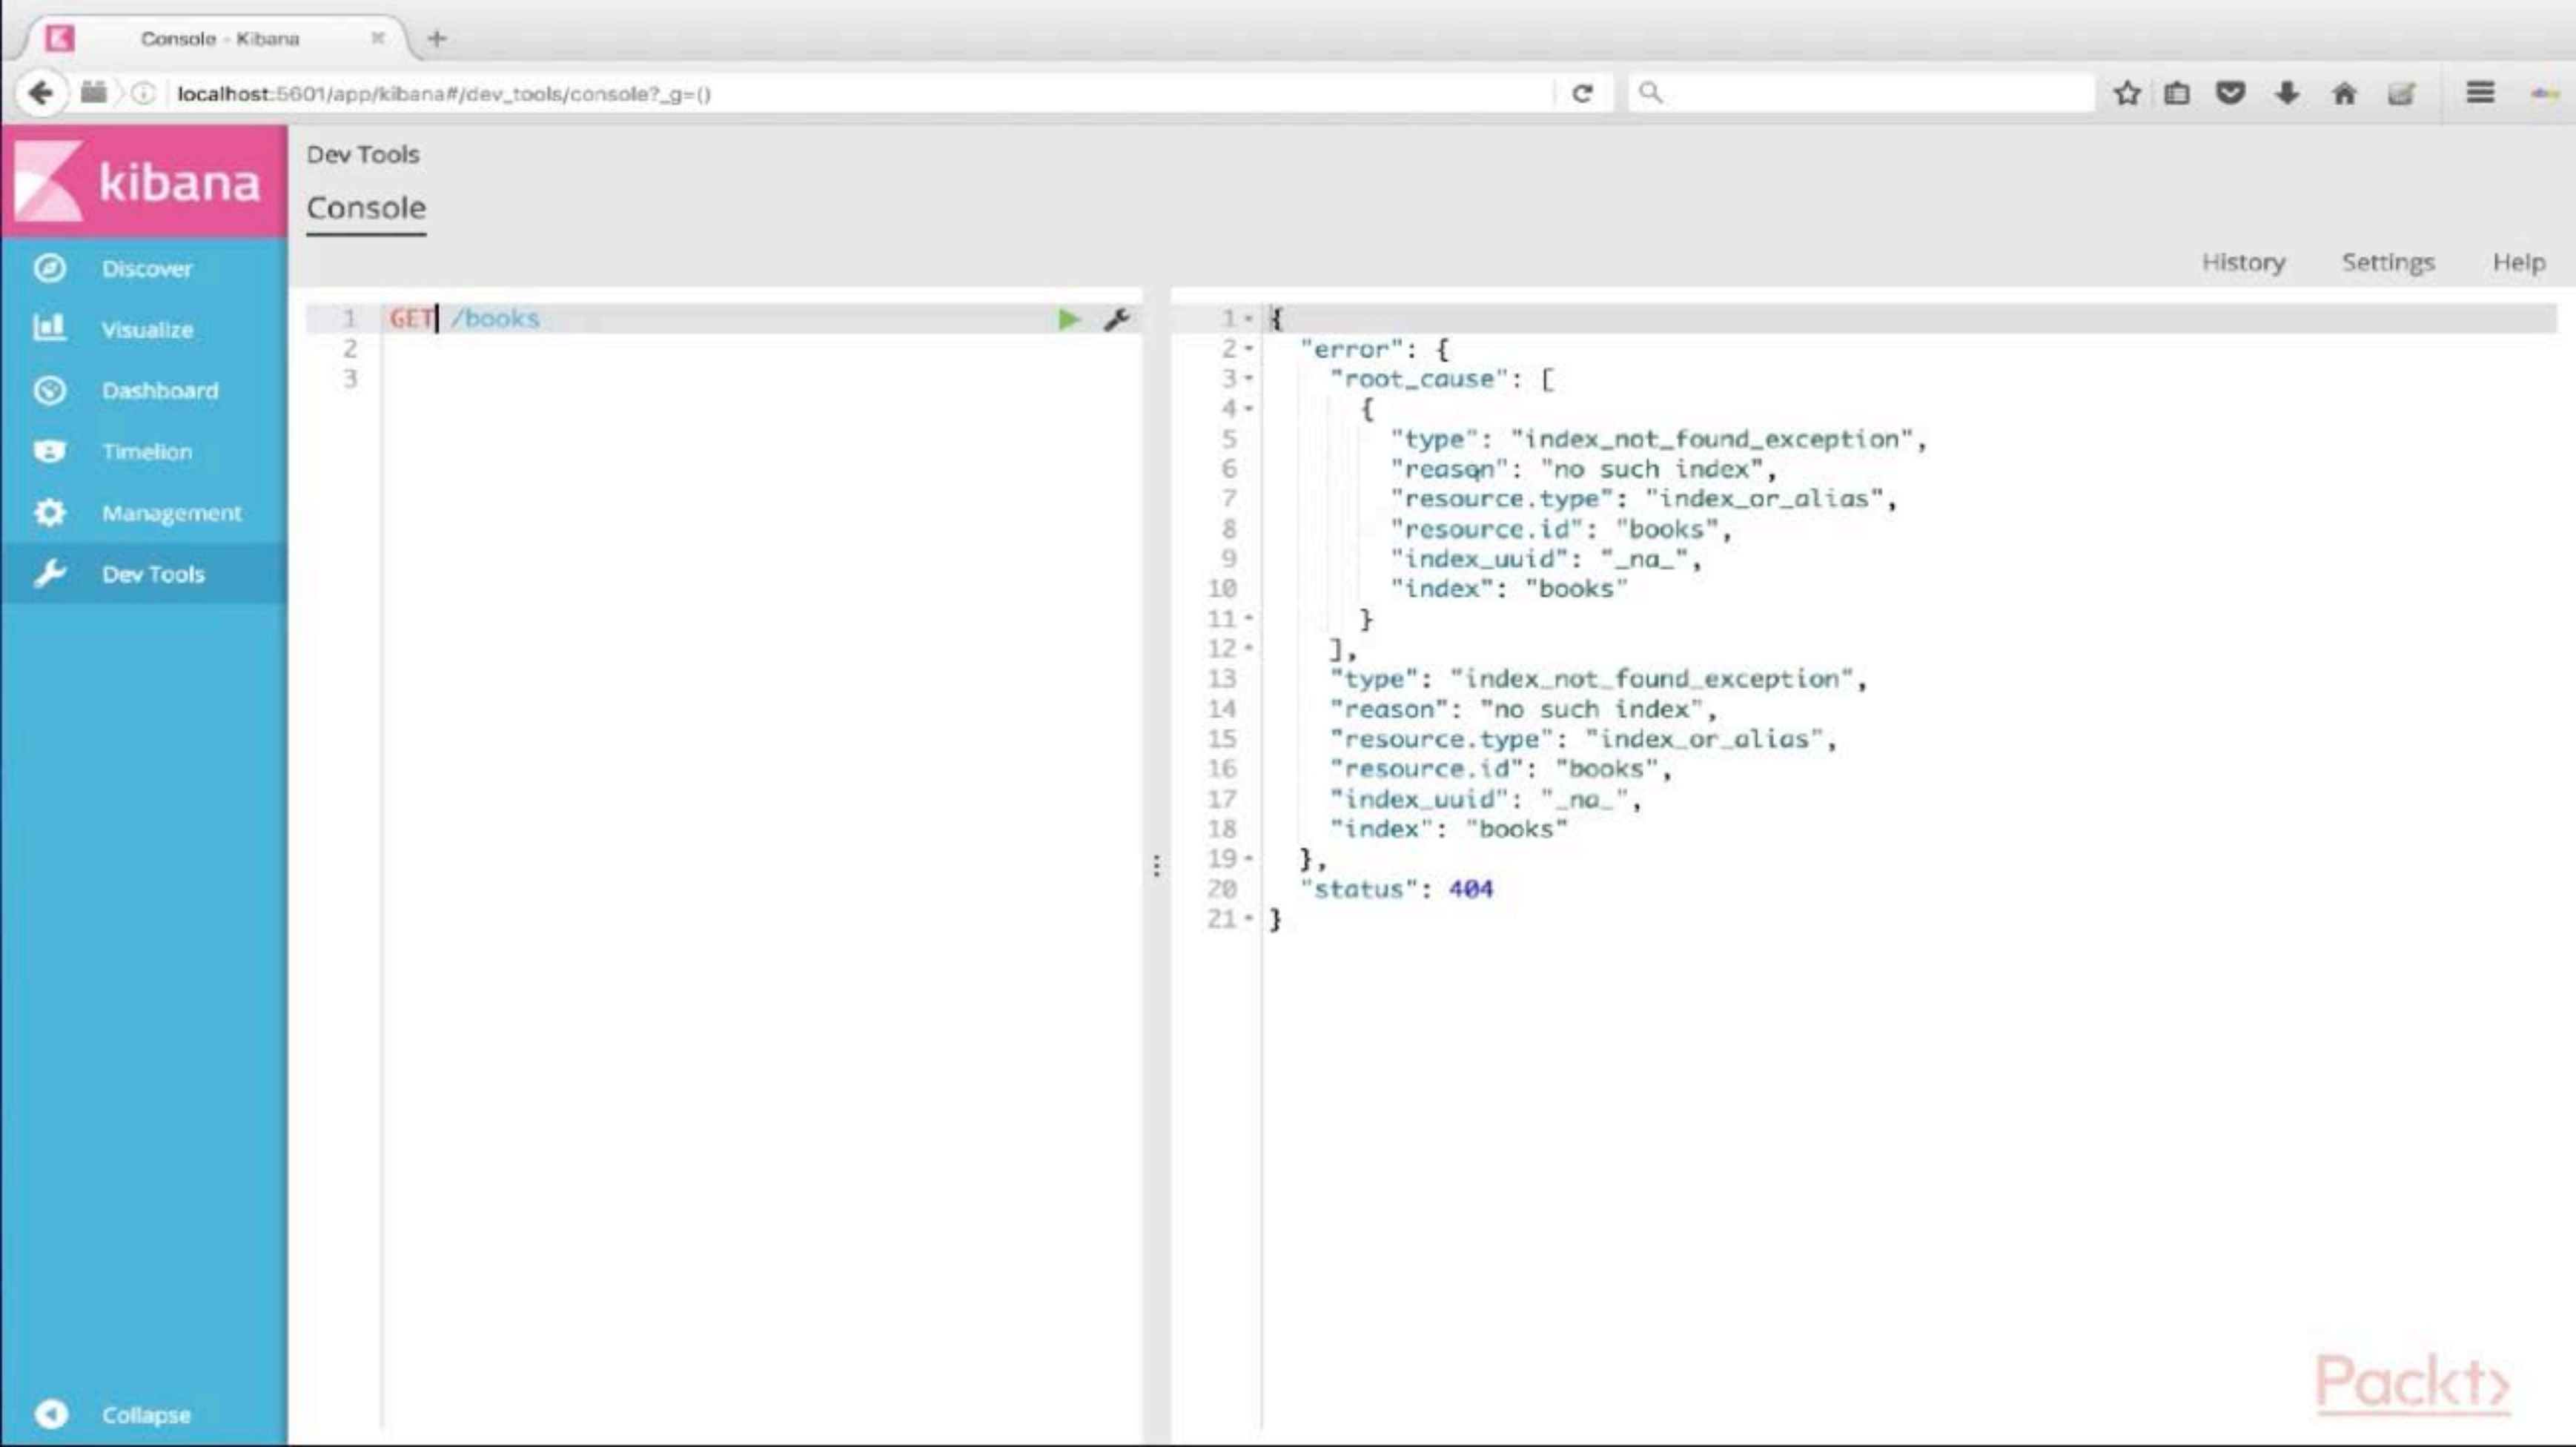 Console - Kibana
localhost:5601/app/kibana#/dev_tools/console?_g=()
kibana
Discover
Visualize
Dashboard
Timelion
Management
Dev Tools
Collapse
Dev Tools
Console
History Settings Help
1 GET /books
2
3
1 {
2 "error": {
3 "root_cause": [
4 {
5 "type": "index_not_found_exception",
6 "reason": "no such index",
7 "resource.type": "index_or_alias",
8 "resource.id": "books",
9 "index_uuid": "_na_",
10 "index": "books"
11 }
12 ],
13 "type": "index_not_found_exception",
14 "reason": "no such index",
15 "resource.type": "index_or_alias",
16 "resource.id": "books",
17 "index_uuid": "_na_",
18 "index": "books"
19 },
20 "status": 404
21 }
Packt>